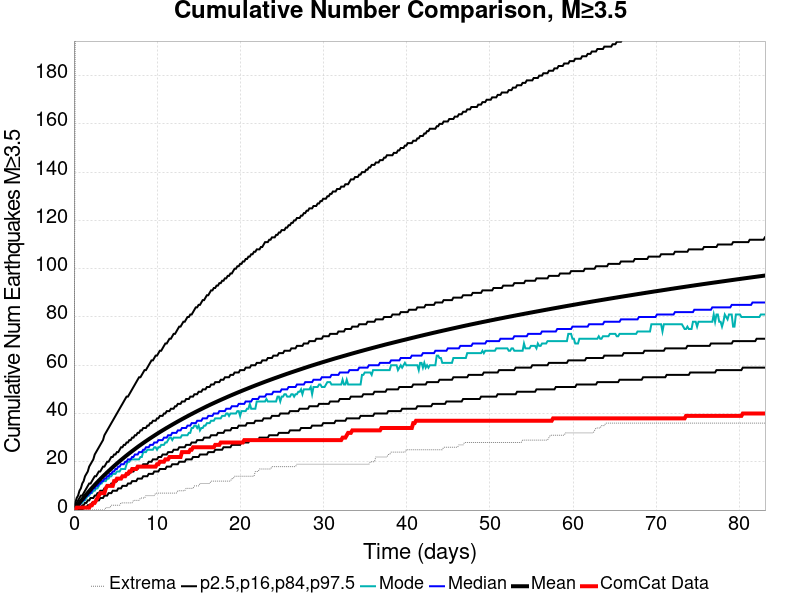 Cumulative Number Comparison, M≥3.5
Cumulative Num Earthquakes M≥3.5
180
160
140
120
100
80
60
40
20
0
0 10 20 30 40 50 60 70 80
Time (days)
Extrema p2.5,p16,p84,p97.5 Mode Median Mean ComCat Data